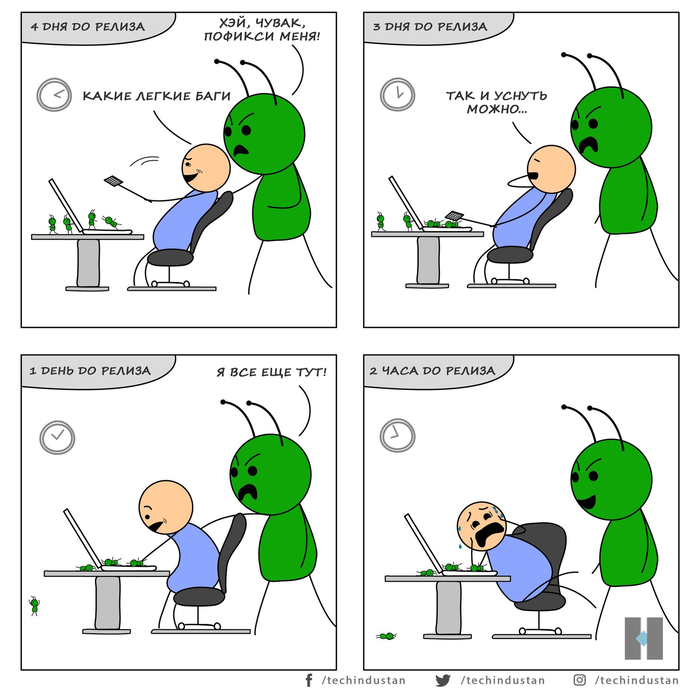 4 ДНЯ ДО РЕЛИЗА
ХЭЙ, ЧУВАК,
ПОФИКСИ МЕНЯ!
КАКИЕ ЛЕГКИЕ БАГИ
3 ДНЯ ДО РЕЛИЗА
ТАК И УСНУТЬ
МОЖНО...
1 ДЕНЬ ДО РЕЛИЗА
Я ВСЕ ЕЩЕ ТУТ!
2 ЧАСА ДО РЕЛИЗА
/techindustan
/techindustan
/techindustan